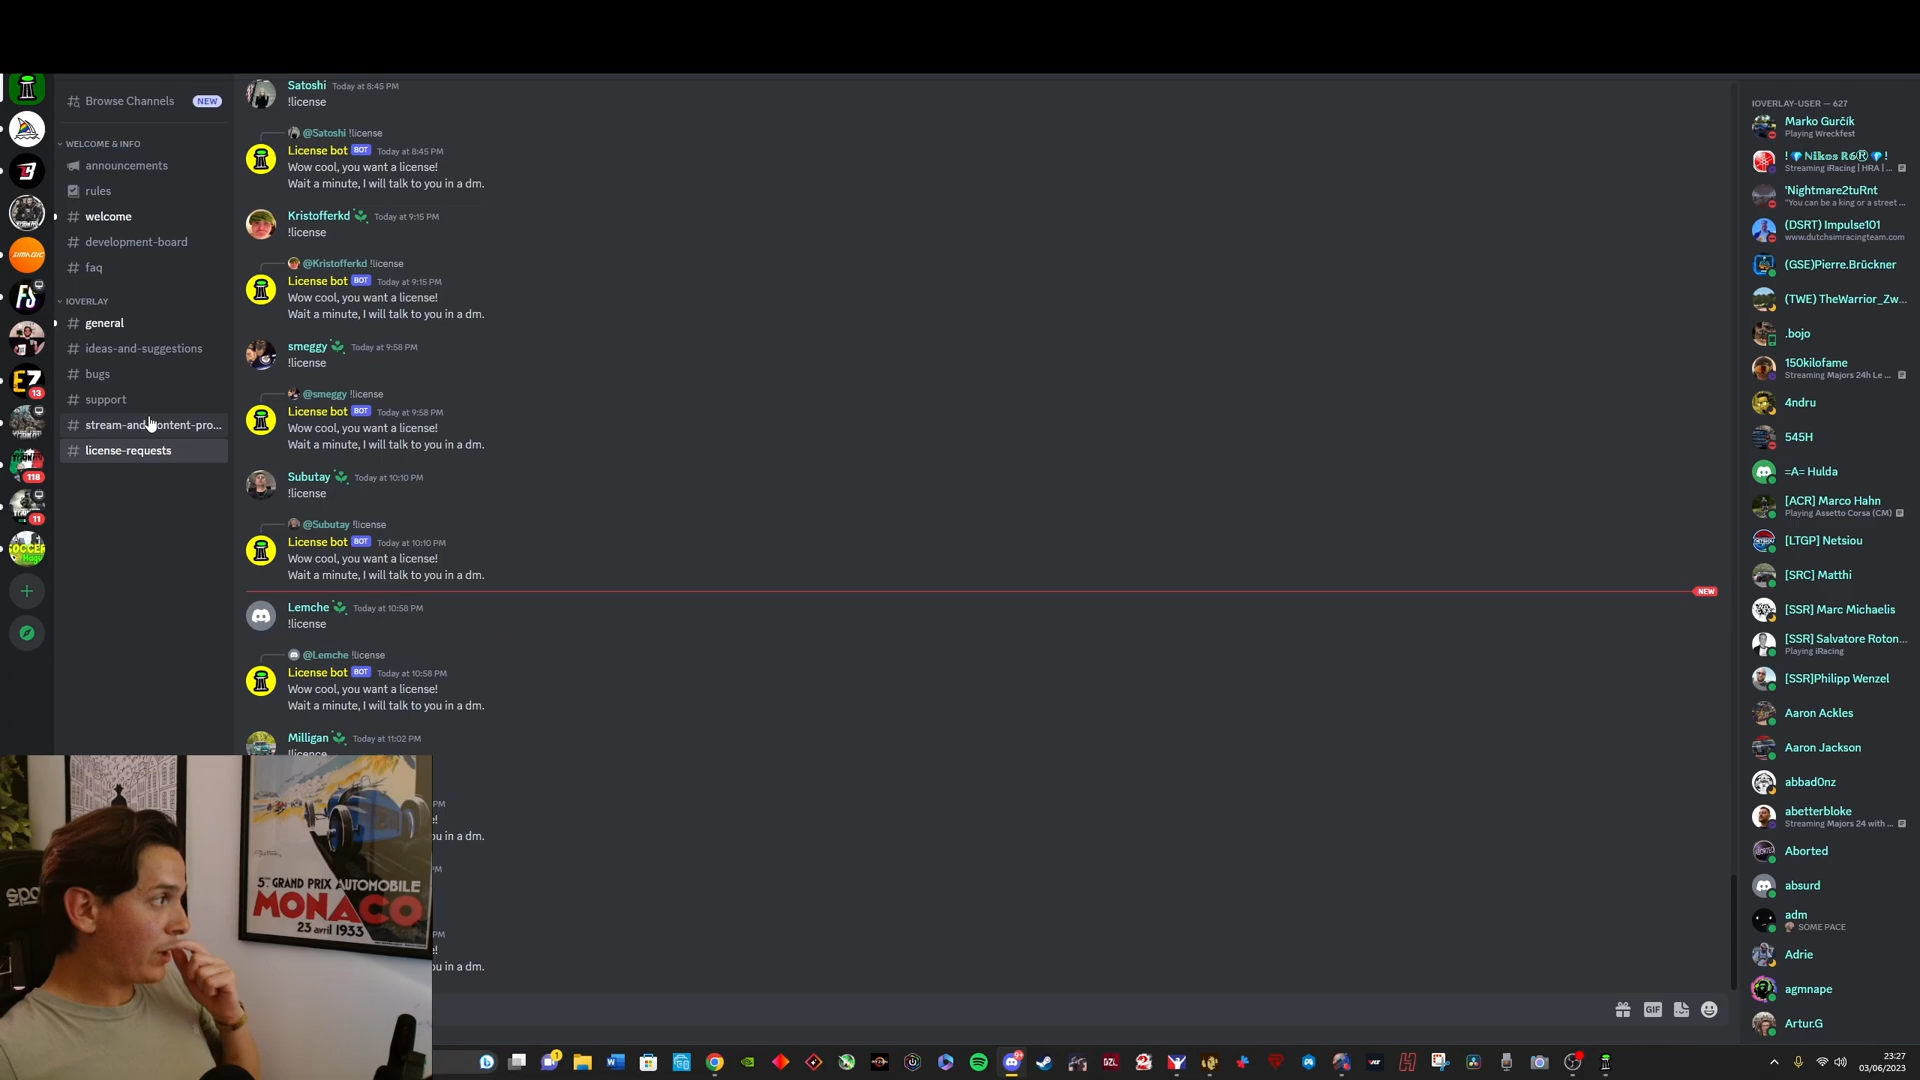 Browse Channels NEW
WELCOME & INFO
announcements
rules
welcome
development-board
faq
IOVERLAY
general
ideas-and-suggestions
bugs
support
stream-and-content-pro...
license-requests
13
118
11
Satoshi Today at 8:45 PM
!license
@Satoshi !license
License bot BOT Today at 8:45 PM
Wow cool, you want a license!
Wait a minute, I will talk to you in a dm.
Kristofferkd Today at 9:15 PM
!license
@Kristofferkd !license
License bot BOT Today at 9:15 PM
Wow cool, you want a license!
Wait a minute, I will talk to you in a dm.
smeggy Today at 9:58 PM
!license
@smeggy !license
License bot BOT Today at 9:58 PM
Wow cool, you want a license!
Wait a minute, I will talk to you in a dm.
Subutay Today at 10:10 PM
!license
@Subutay !license
License bot BOT Today at 10:10 PM
Wow cool, you want a license!
Wait a minute, I will talk to you in a dm.
NEW
Lemche Today at 10:58 PM
!license
@Lemche !license
License bot BOT Today at 10:58 PM
Wow cool, you want a license!
Wait a minute, I will talk to you in a dm.
Milligan Today at 11:02 PM
!licence
PM
u in a dm.
PM
PM
u in a dm.
5e GRAND PRIX AUTOMOBILE
MONACO
23 avril 1933
GIF
IOVERLAY-USER — 627
Marko Gurčík
Playing Wreckfest
! 💎 ℕ𝕚𝕜𝕠𝕤 ℝ𝟞Ⓡ 💎 !
Streaming iRacing | HRA | ...
'Nightmare2tuRnt
"You can be a king or a street ...
(DSRT) Impulse101
www.dutchsimracingteam.com
(GSE)Pierre.Brückner
(TWE) TheWarrior_Zw...
.bojo
150kilofame
Streaming Majors 24h Le ...
4ndru
545H
=A= Hulda
[ACR] Marco Hahn
Playing Assetto Corsa (CM)
[LTGP] Netsiou
[SRC] Matthi
[SSR] Marc Michaelis
[SSR] Salvatore Roton...
Playing iRacing
[SSR]Philipp Wenzel
Aaron Ackles
Aaron Jackson
abbad0nz
abetterbloke
Streaming Majors 24 with ...
Aborted
absurd
adm
SOME PACE
Adrie
agmnape
Artur.G
23:27
03/06/2023